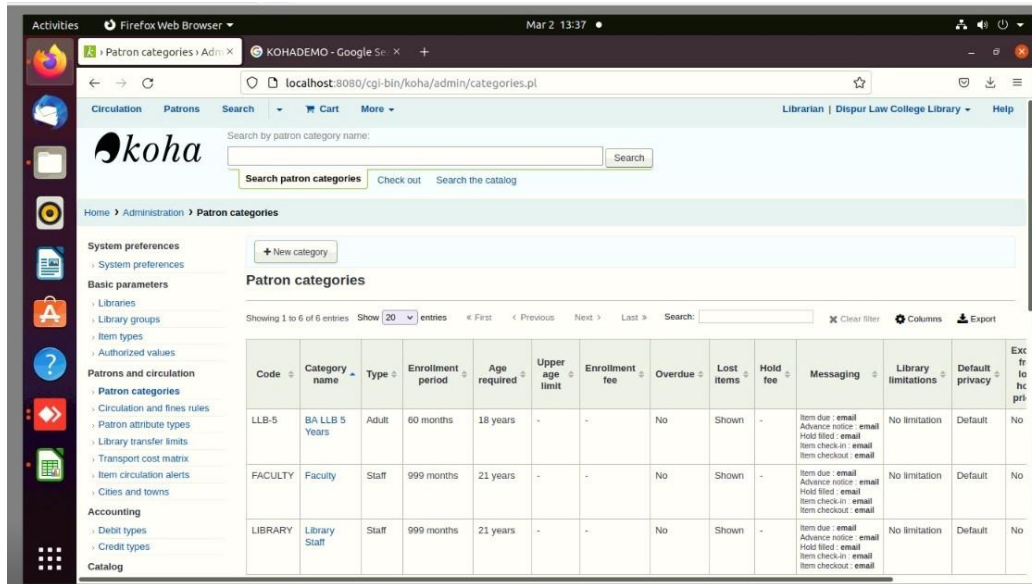 Activities
Firefox Web Browser
Mar 2 13:37
› Patron categories › Adm
KOHADEMO - Google Se
localhost:8080/cgi-bin/koha/admin/categories.pl
Circulation Patrons Search Cart More
Librarian | Dispur Law College Library Help
koha
Search by patron category name:
Search
Search patron categories Check out Search the catalog
Home › Administration › Patron categories
System preferences
› System preferences
Basic parameters
› Libraries
› Library groups
› Item types
› Authorized values
Patrons and circulation
› Patron categories
› Circulation and fines rules
› Patron attribute types
› Library transfer limits
› Transport cost matrix
› Item circulation alerts
› Cities and towns
Accounting
› Debit types
› Credit types
Catalog
+ New category
Patron categories
Showing 1 to 6 of 6 entries Show 20 entries « First ‹ Previous Next › Last » Search: Clear filter Columns Export
Code
Category name
Type
Enrollment period
Age required
Upper age limit
Enrollment fee
Overdue
Lost items
Hold fee
Messaging
Library limitations
Default privacy
LLB-5
BA LLB 5 Years
Adult
60 months
18 years
-
-
No
Shown
-
Item due : email
Advance notice : email
Hold filled : email
Item check-in : email
Item checkout : email
No limitation
Default
No
FACULTY
Faculty
Staff
999 months
21 years
-
-
No
Shown
-
Item due : email
Advance notice : email
Hold filled : email
Item check-in : email
Item checkout : email
No limitation
Default
No
LIBRARY
Library Staff
Staff
999 months
21 years
-
-
No
Shown
-
Item due : email
Advance notice : email
Hold filled : email
Item check-in : email
Item checkout : email
No limitation
Default
No